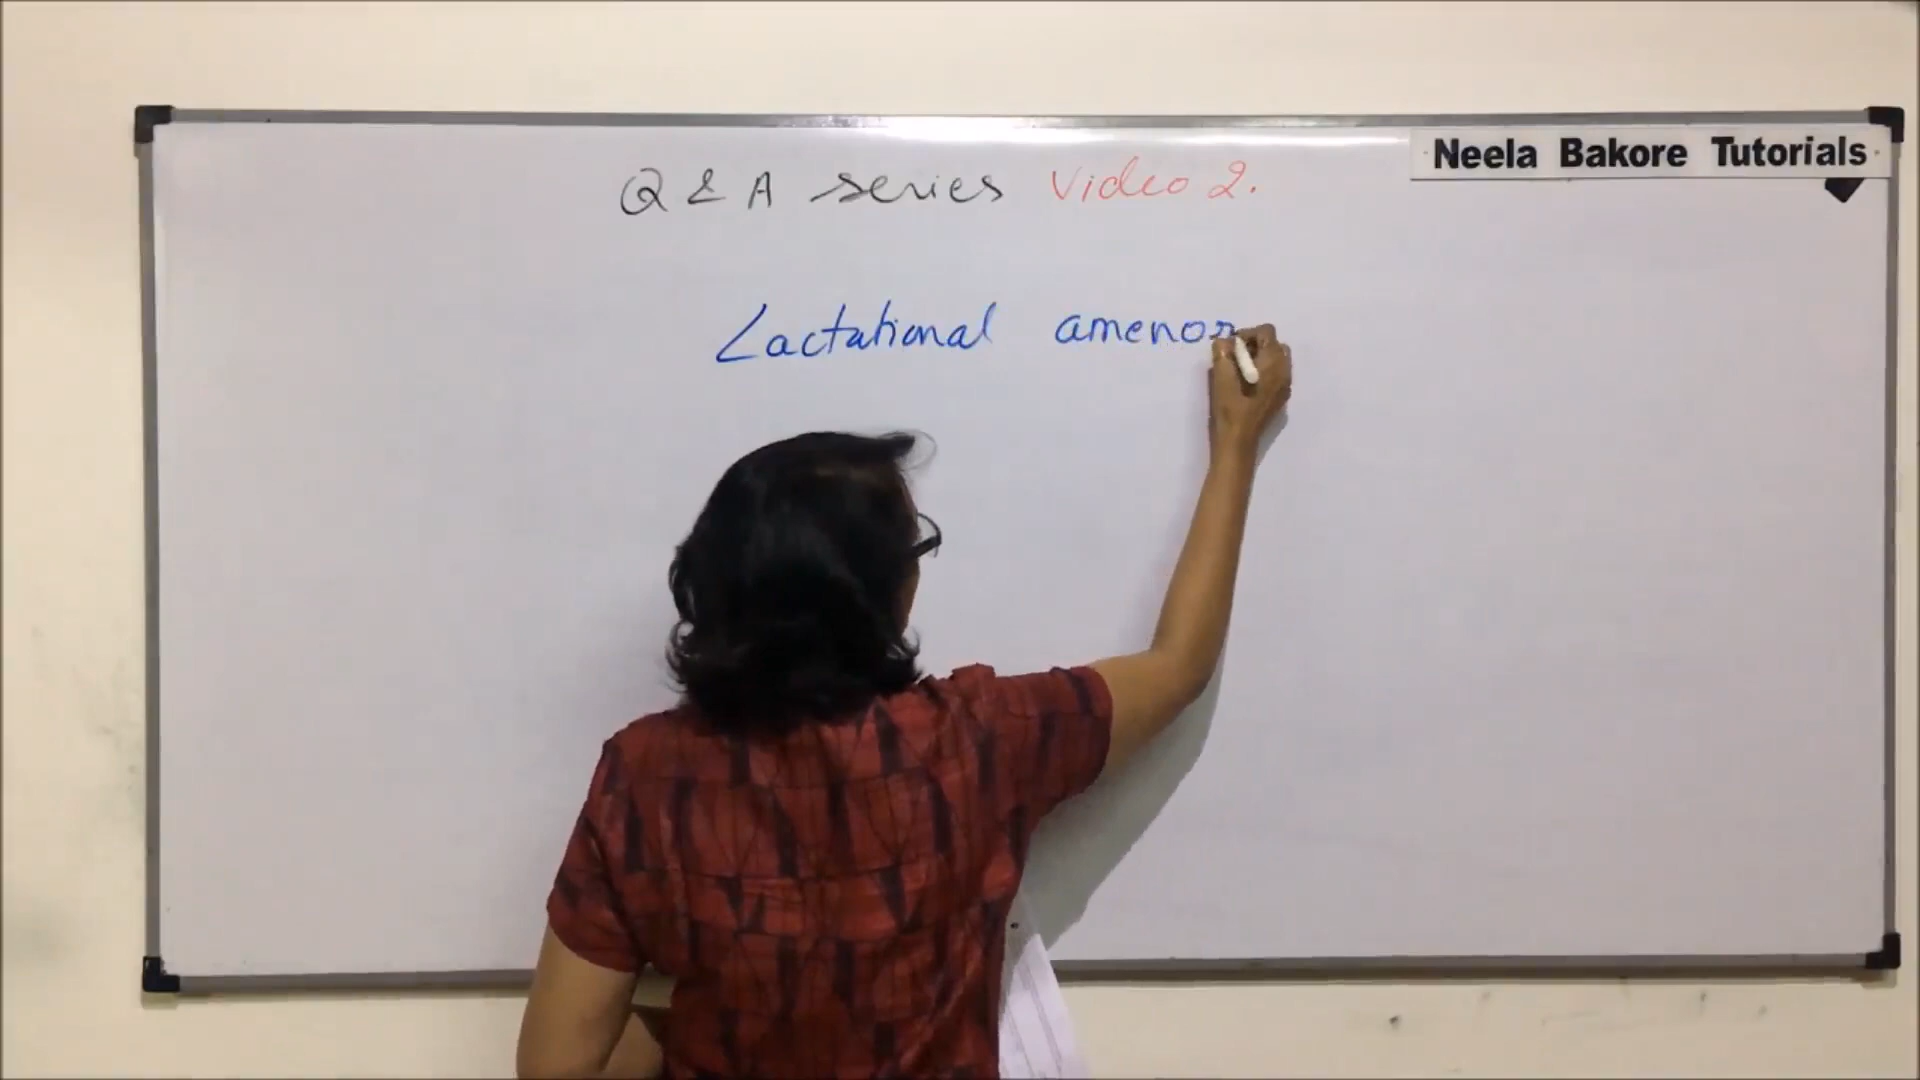 Neela Bakore Tutorials
Q & A series Video 2.
Lactational amenor